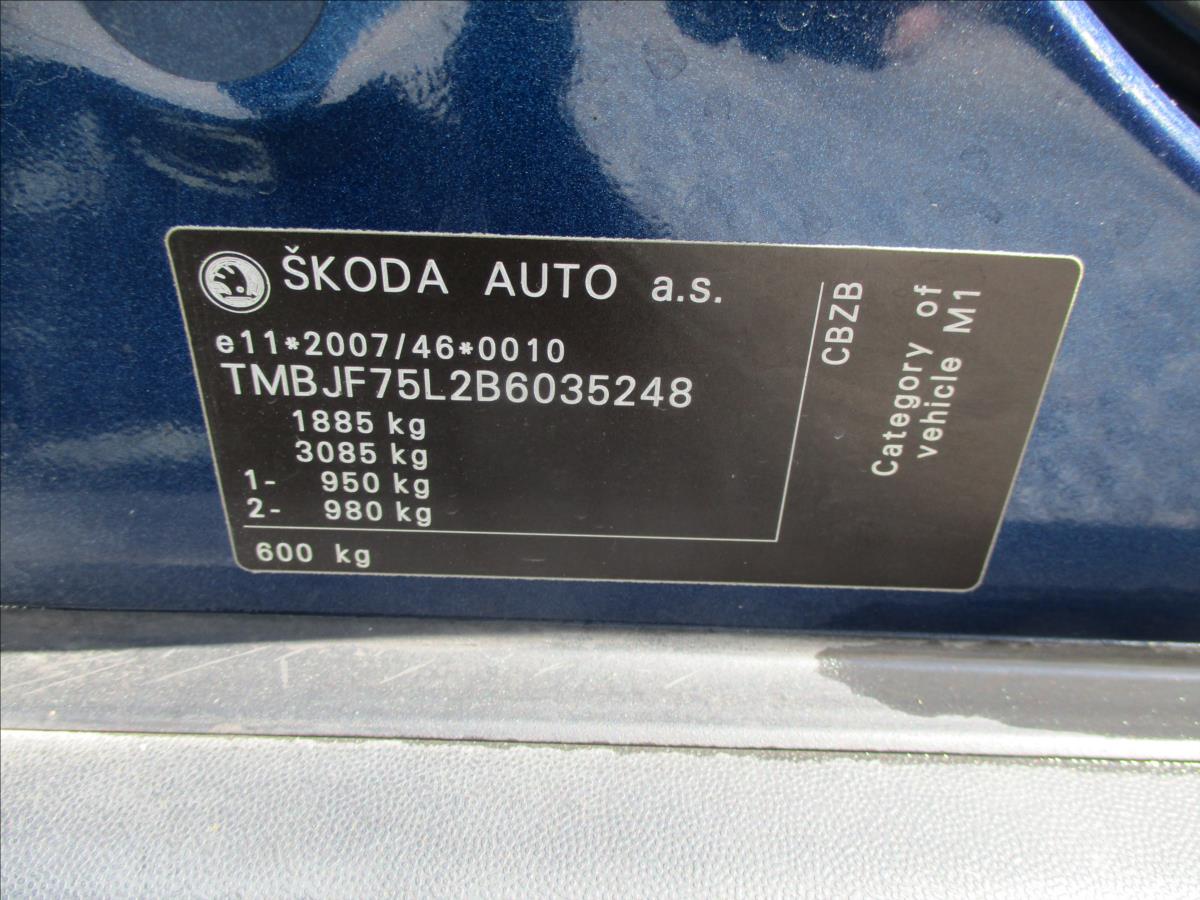 ŠKODA AUTO a.s.
e11*2007/46*0010
TMBJF75L2B6035248
1885 kg
3085 kg
1- 950 kg
2- 980 kg
600 kg
CBZB
Category of
vehicle M1